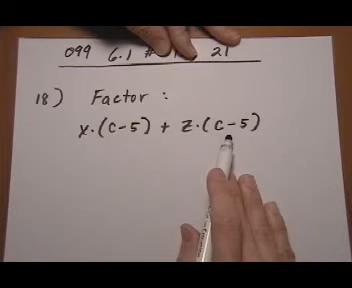 099 6.1 # 21
18) Factor :
x·(c-5) + z·(c-5)